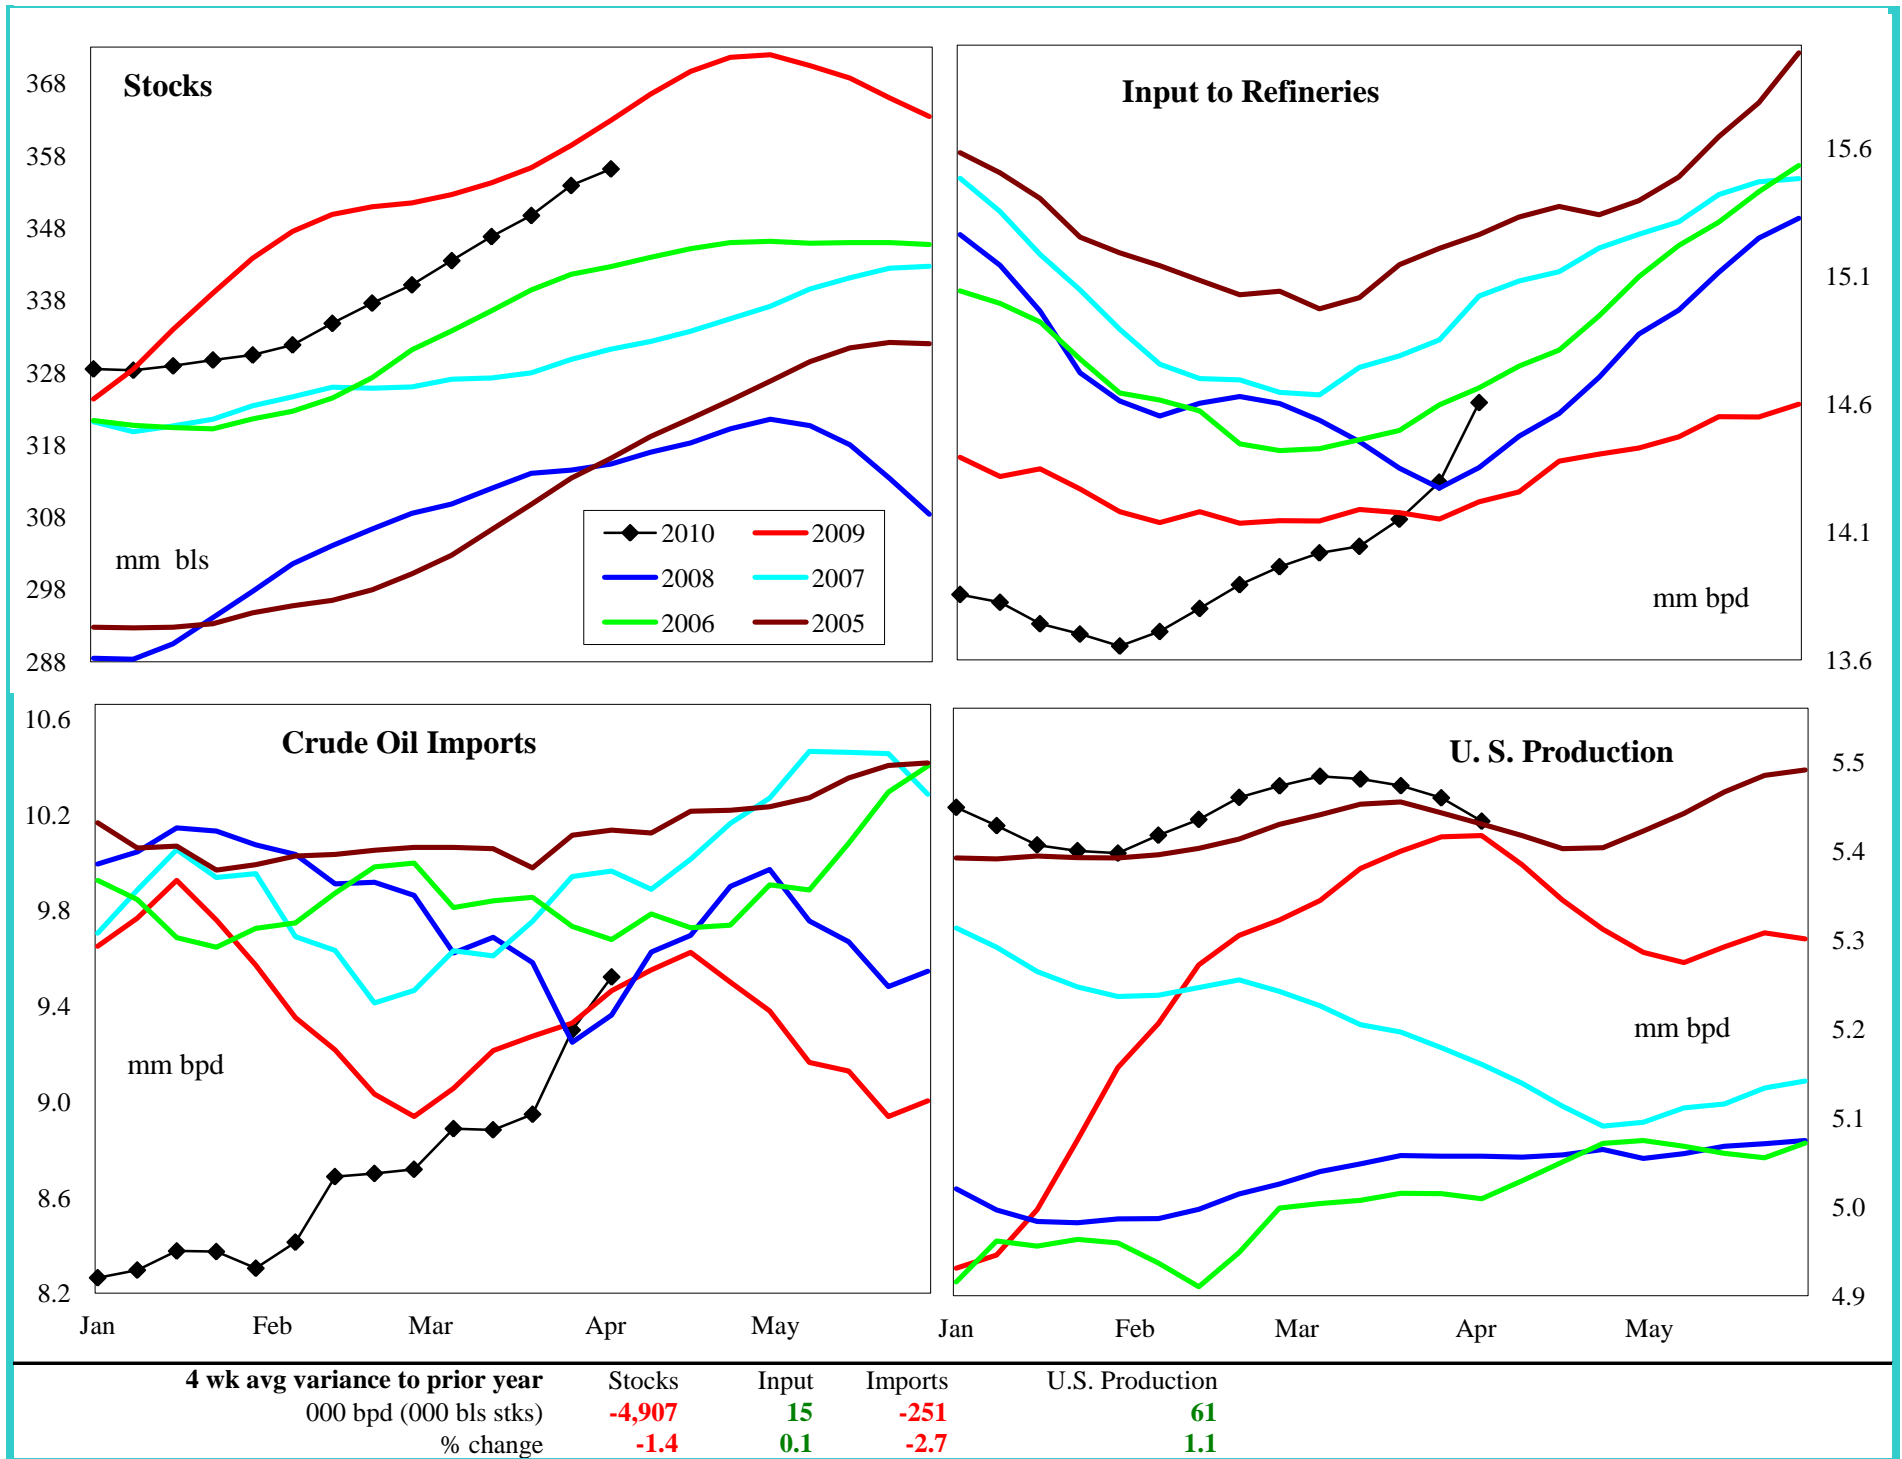 Stocks
368
358
348
338
328
318
308
298
288
mm bls
2010 2009
2008 2007
2006 2005
Input to Refineries
15.6
15.1
14.6
14.1
13.6
mm bpd
Crude Oil Imports
10.6
10.2
9.8
9.4
9.0
8.6
8.2
mm bpd
Jan Feb Mar Apr May
U. S. Production
5.5
5.4
5.3
5.2
5.1
5.0
4.9
mm bpd
Jan Feb Mar Apr May
4 wk avg variance to prior year Stocks Input Imports U.S. Production
000 bpd (000 bls stks) -4,907 15 -251 61
% change -1.4 0.1 -2.7 1.1